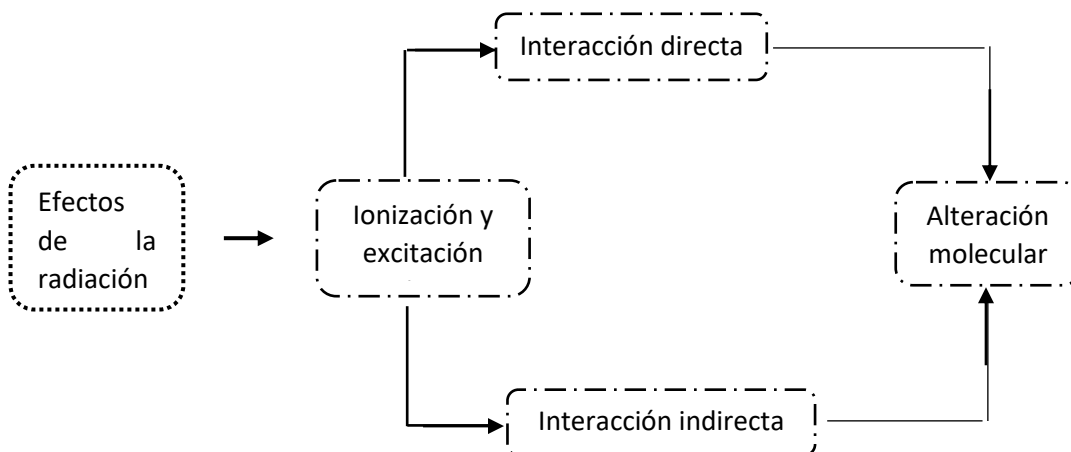 Interacción directa
Efectos
de la
radiación
Ionización y
excitación
Alteración
molecular
Interacción indirecta